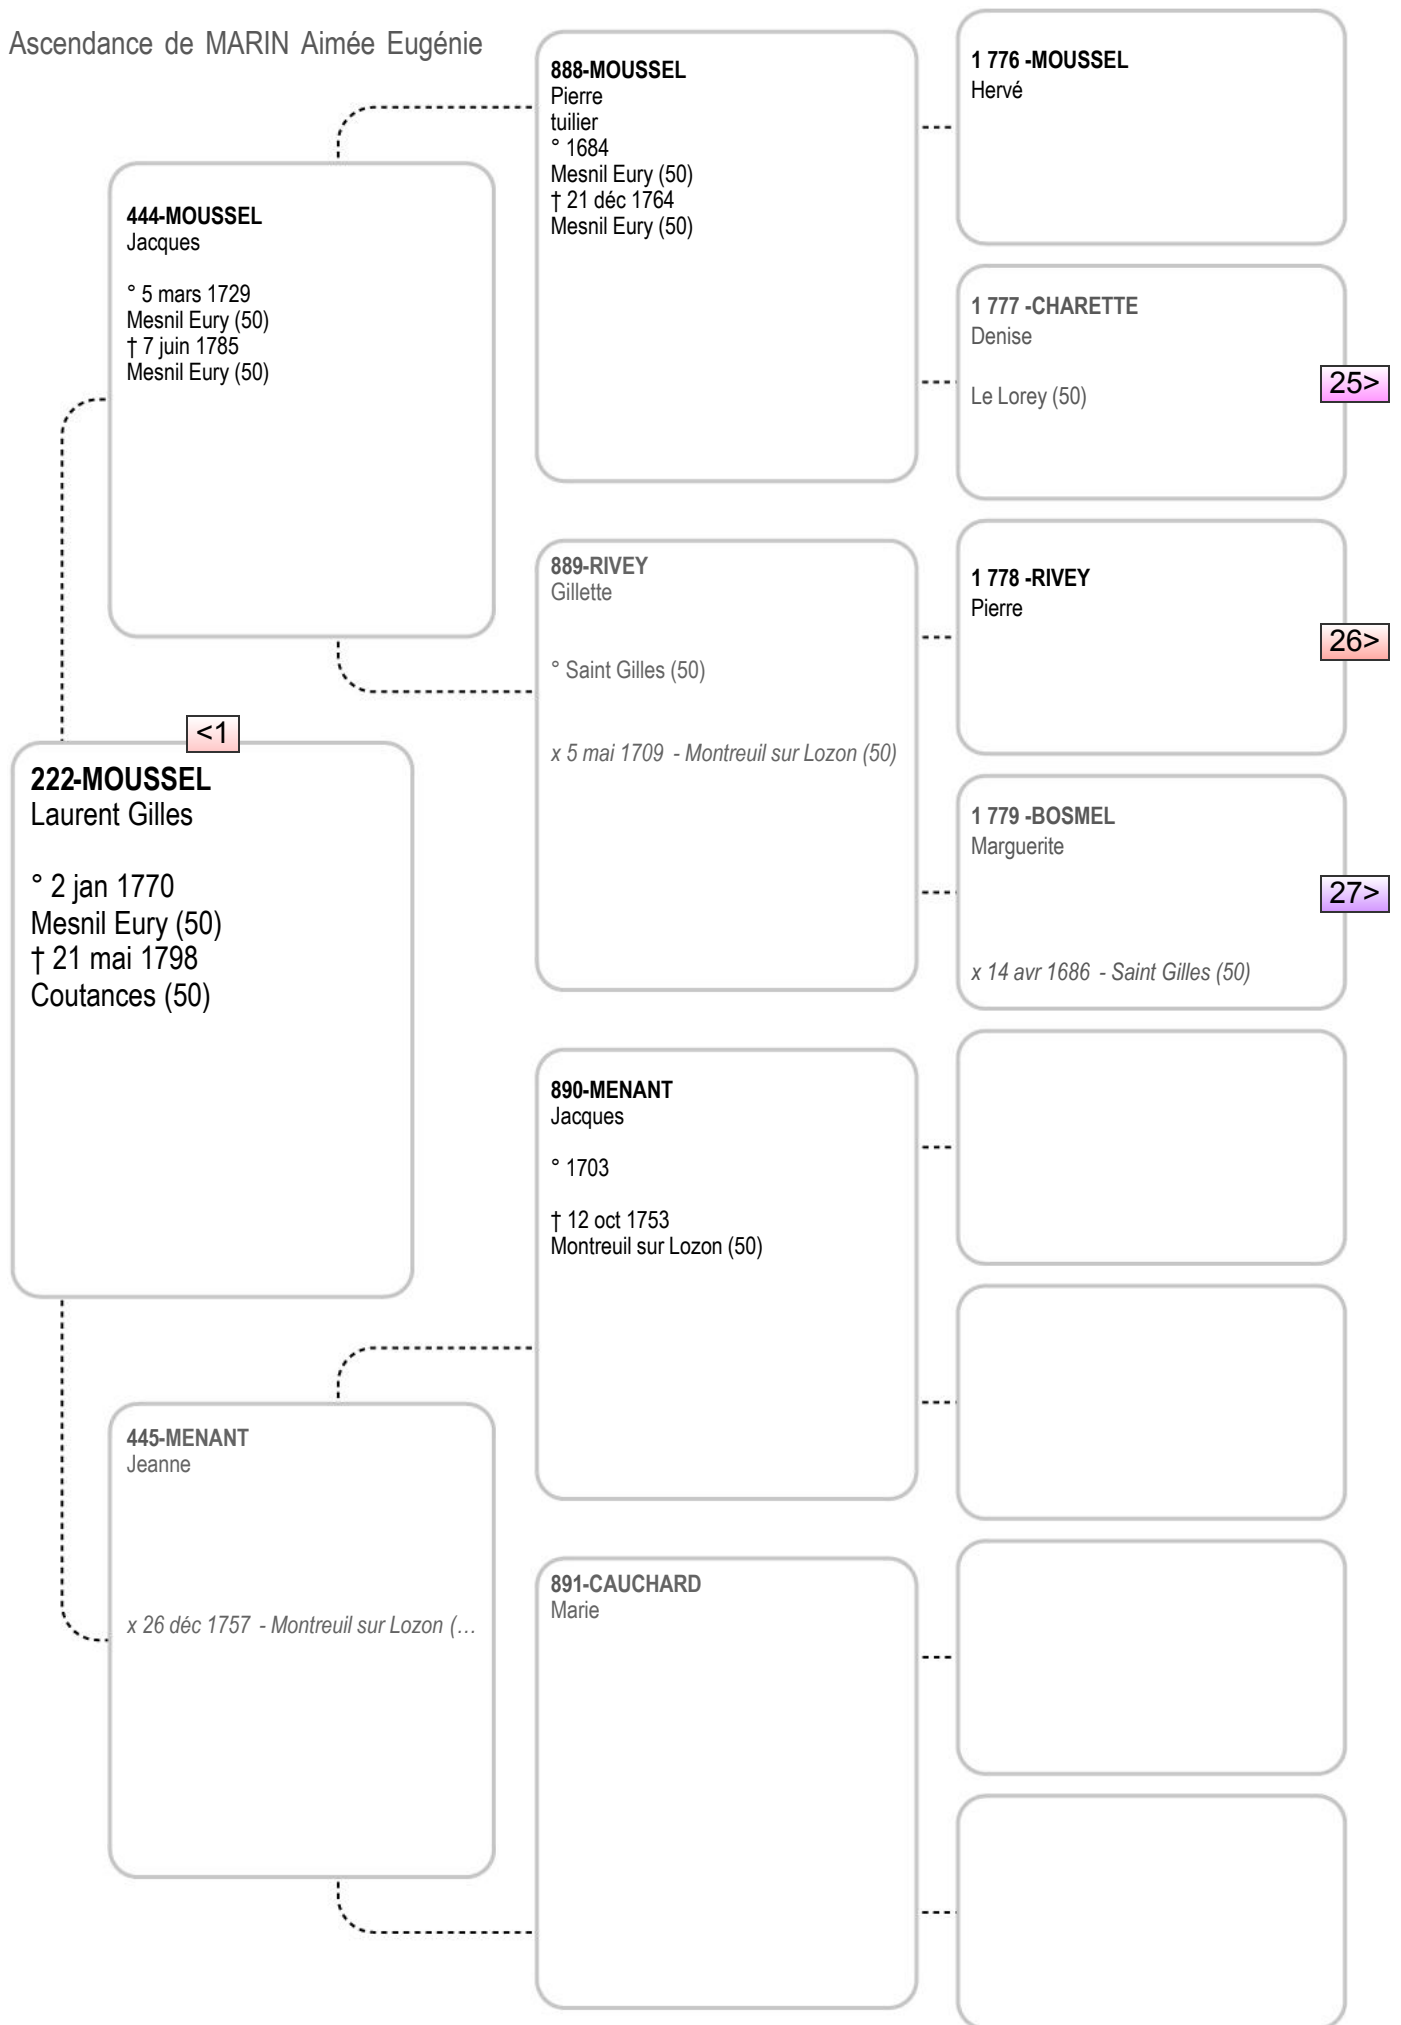 Ascendance de MARIN Aimée Eugénie
<1
222-MOUSSEL
Laurent Gilles
° 2 jan 1770
Mesnil Eury (50)
† 21 mai 1798
Coutances (50)
444-MOUSSEL
Jacques
° 5 mars 1729
Mesnil Eury (50)
† 7 juin 1785
Mesnil Eury (50)
445-MENANT
Jeanne
x 26 déc 1757 - Montreuil sur Lozon (…
888-MOUSSEL
Pierre
tuilier
° 1684
Mesnil Eury (50)
† 21 déc 1764
Mesnil Eury (50)
889-RIVEY
Gillette
° Saint Gilles (50)
x 5 mai 1709 - Montreuil sur Lozon (50)
890-MENANT
Jacques
° 1703
† 12 oct 1753
Montreuil sur Lozon (50)
891-CAUCHARD
Marie
1 776 -MOUSSEL
Hervé
1 777 -CHARETTE
Denise
Le Lorey (50)
25>
1 778 -RIVEY
Pierre
26>
1 779 -BOSMEL
Marguerite
27>
x 14 avr 1686 - Saint Gilles (50)